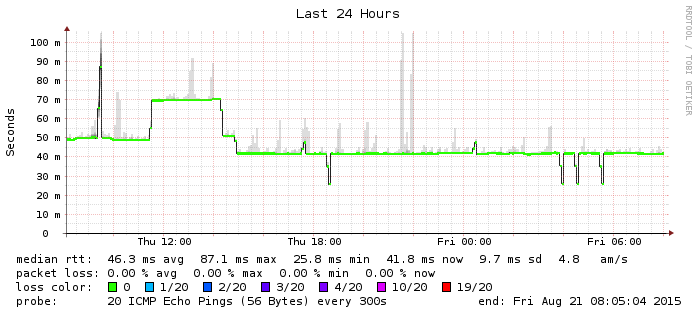 Last 24 Hours
RRDTOOL / TOBI OETIKER
Seconds
100 m
90 m
80 m
70 m
60 m
50 m
40 m
30 m
20 m
10 m
0
Thu 12:00 Thu 18:00 Fri 00:00 Fri 06:00
median rtt: 46.3 ms avg 87.1 ms max 25.8 ms min 41.8 ms now 9.7 ms sd 4.8 am/s
packet loss: 0.00 % avg 0.00 % max 0.00 % min 0.00 % now
loss color: 0 1/20 2/20 3/20 4/20 10/20 19/20
probe: 20 ICMP Echo Pings (56 Bytes) every 300s end: Fri Aug 21 08:05:04 2015